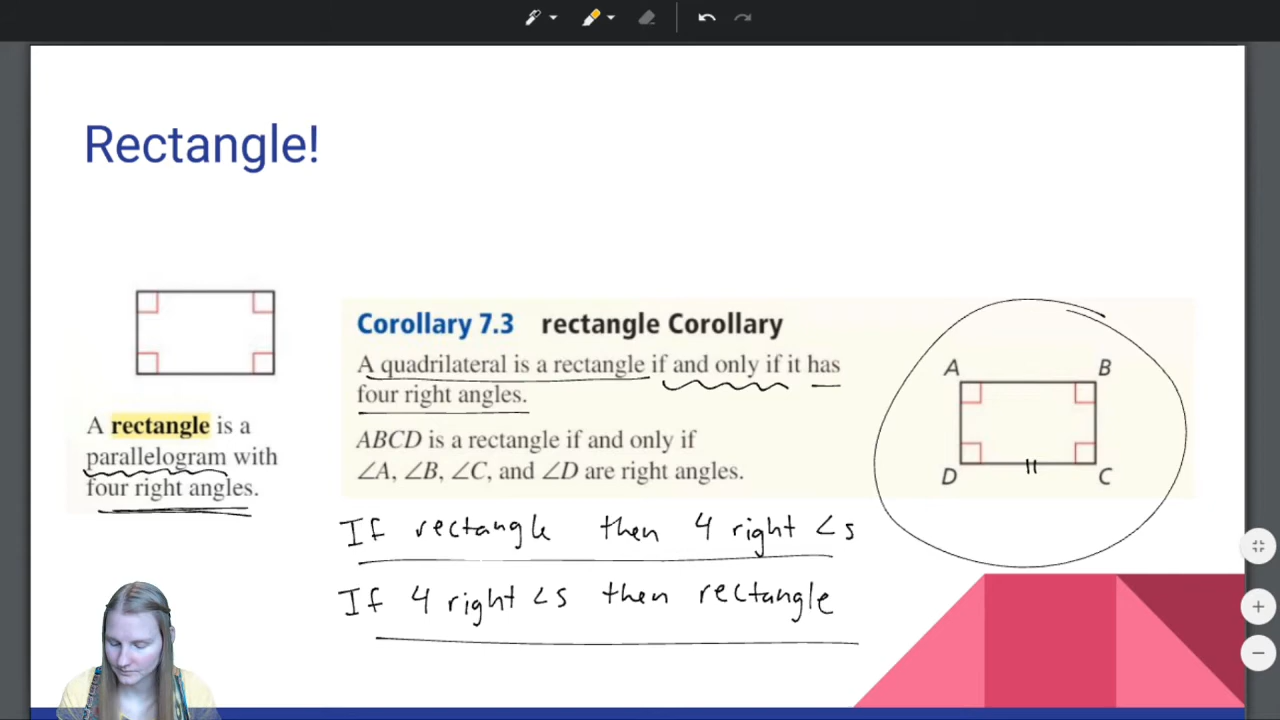 Rectangle!
A rectangle is a
parallelogram with
four right angles.
Corollary 7.3 rectangle Corollary
A quadrilateral is a rectangle if and only if it has
four right angles.
ABCD is a rectangle if and only if
∠A, ∠B, ∠C, and ∠D are right angles.
A B
D C
If rectangle then 4 right ∠s
If 4 right ∠s then rectangle